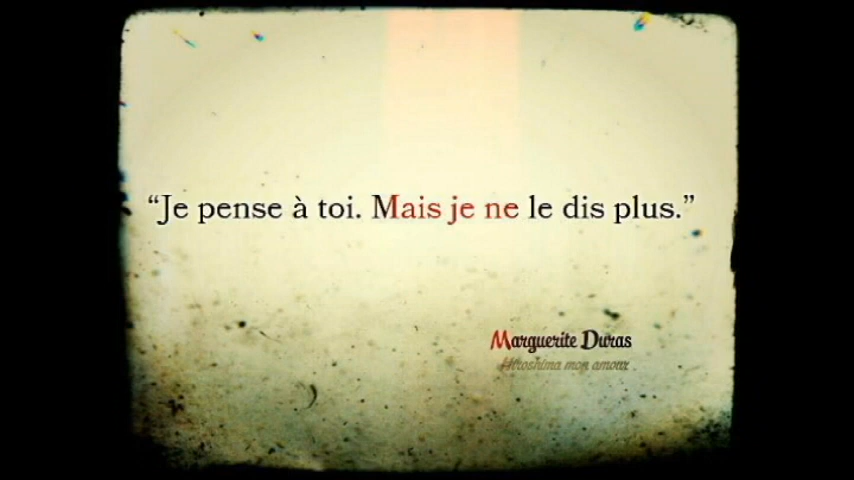 “Je pense à toi. Mais je ne le dis plus.”
Marguerite Duras
Hiroshima mon amour